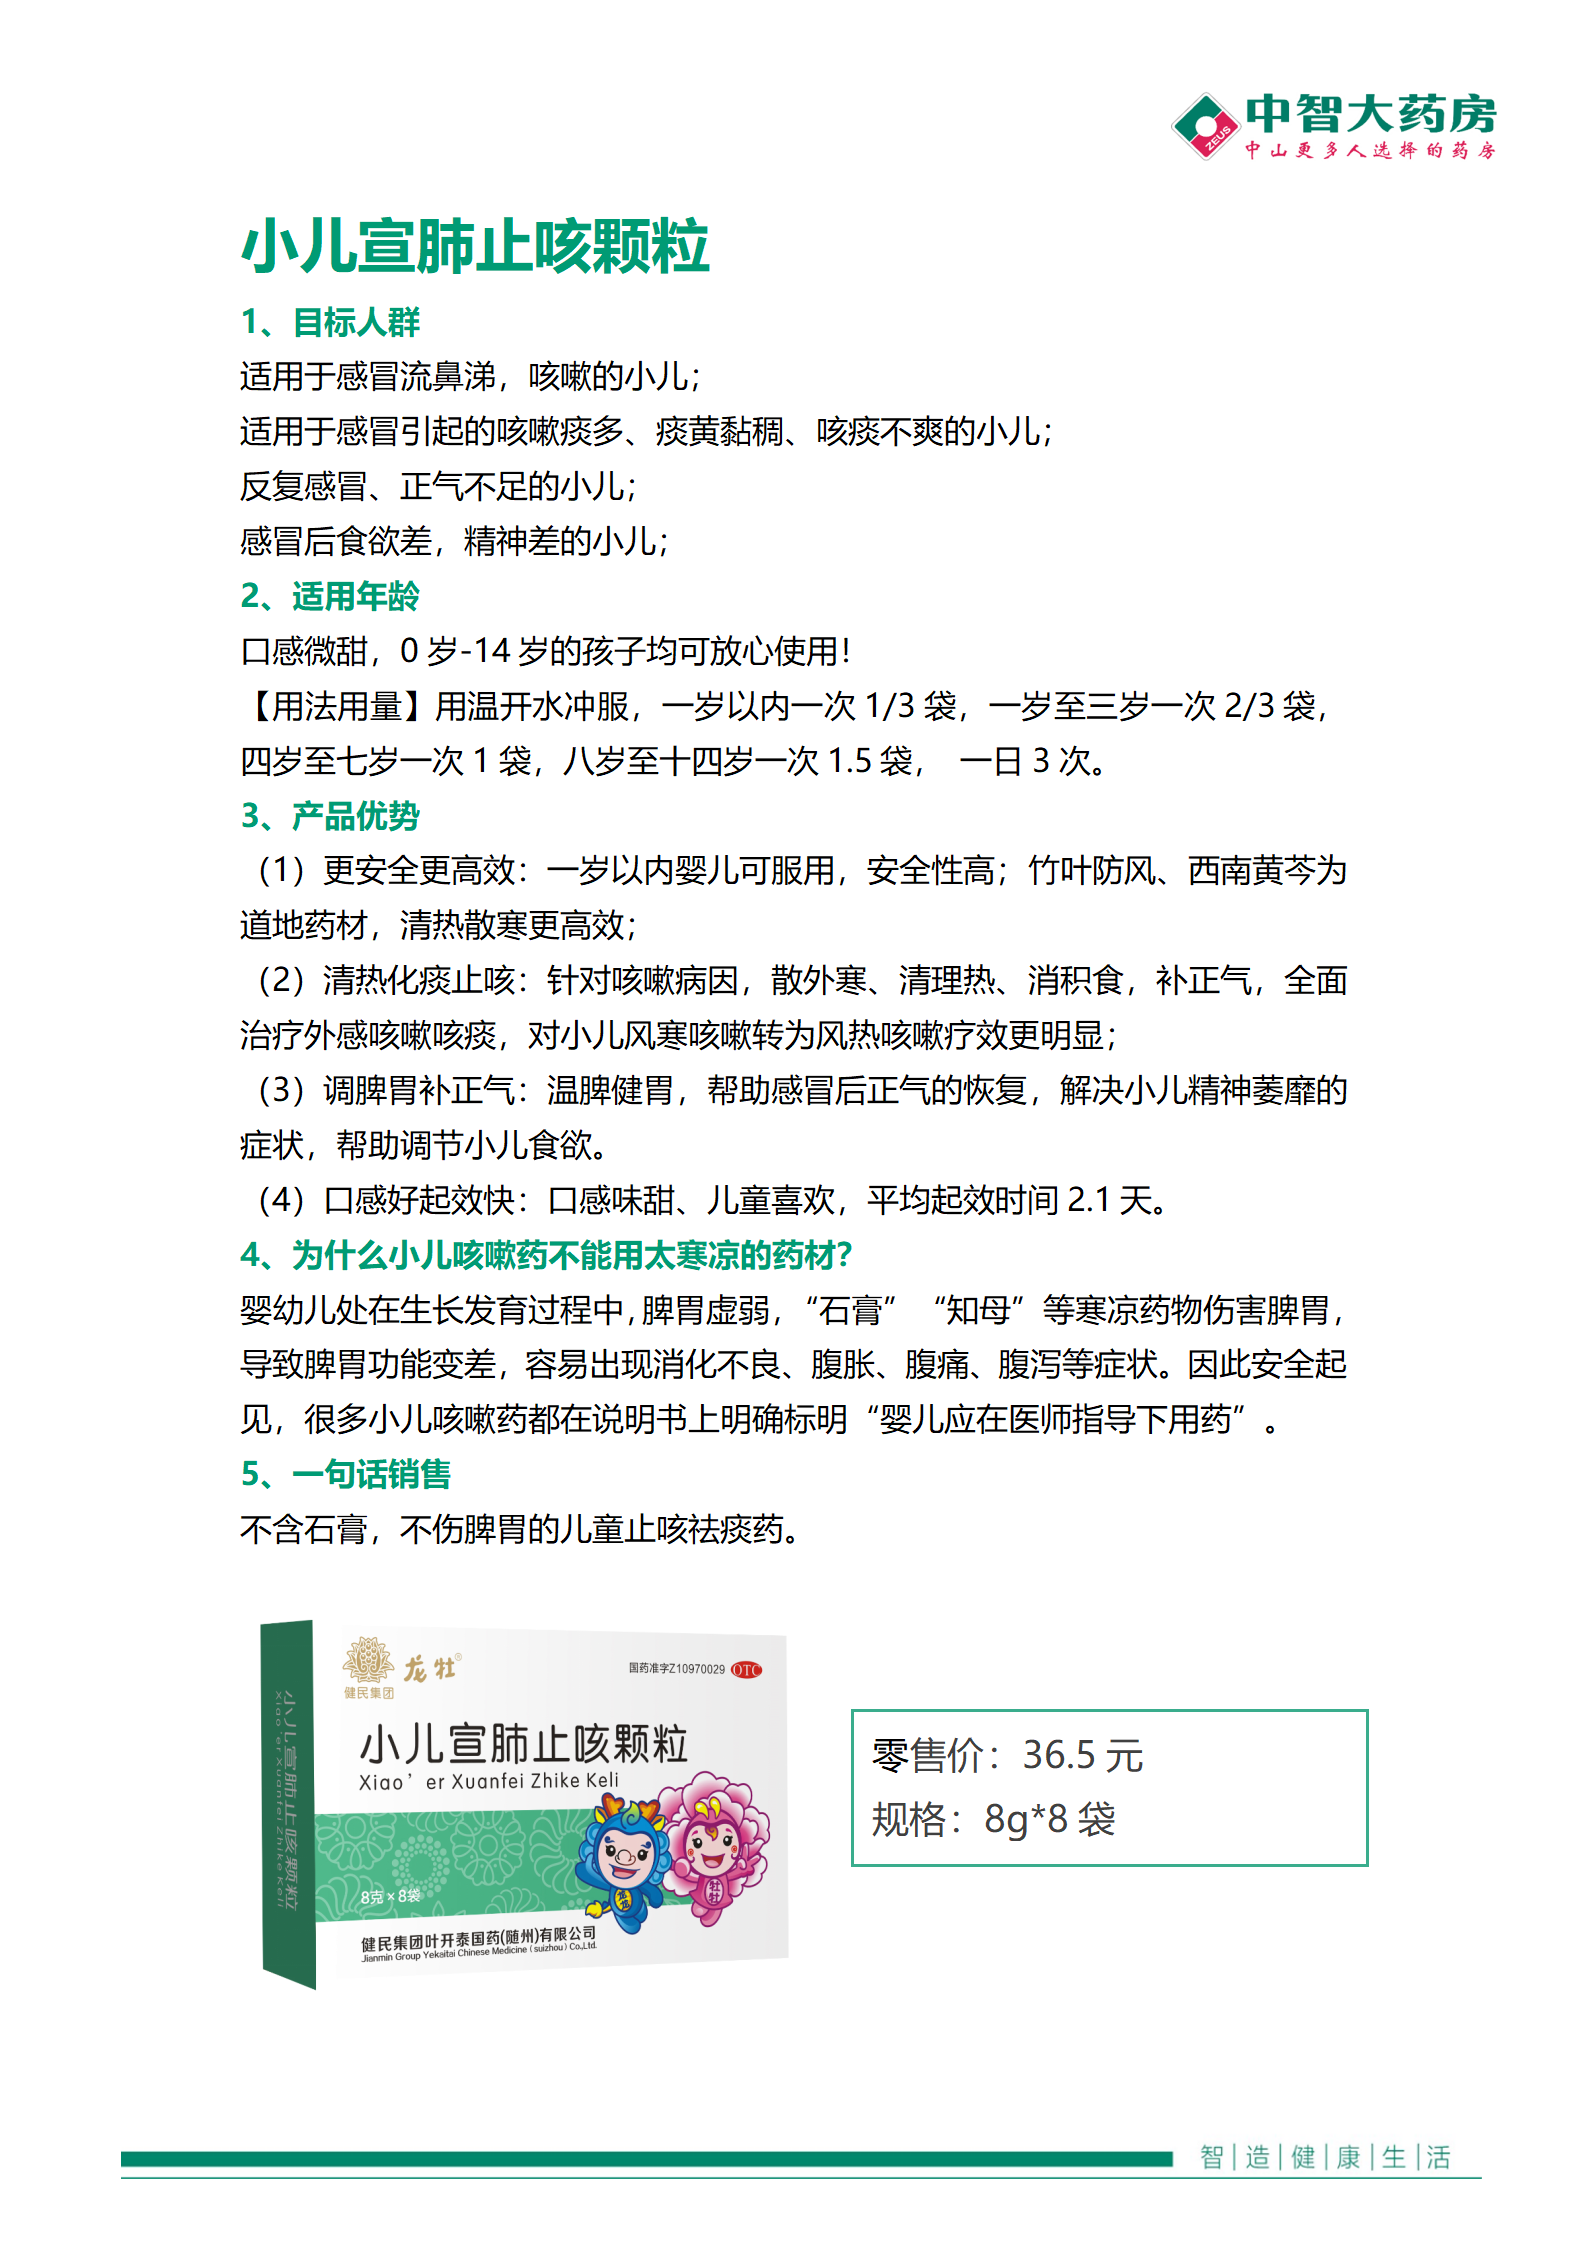 中智大药房
ZEUS
中山更多人选择的药房
小儿宣肺止咳颗粒
1、目标人群
适用于感冒流鼻涕，咳嗽的小儿；
适用于感冒引起的咳嗽痰多、痰黄黏稠、咳痰不爽的小儿；
反复感冒、正气不足的小儿；
感冒后食欲差，精神差的小儿；
2、适用年龄
口感微甜，0 岁-14 岁的孩子均可放心使用！
【用法用量】用温开水冲服，一岁以内一次 1/3 袋，一岁至三岁一次 2/3 袋，
四岁至七岁一次 1 袋，八岁至十四岁一次 1.5 袋， 一日 3 次。
3、产品优势
（1）更安全更高效：一岁以内婴儿可服用，安全性高；竹叶防风、西南黄芩为
道地药材，清热散寒更高效；
（2）清热化痰止咳：针对咳嗽病因，散外寒、清理热、消积食，补正气，全面
治疗外感咳嗽咳痰，对小儿风寒咳嗽转为风热咳嗽疗效更明显；
（3）调脾胃补正气：温脾健胃，帮助感冒后正气的恢复，解决小儿精神萎靡的
症状，帮助调节小儿食欲。
（4）口感好起效快：口感味甜、儿童喜欢，平均起效时间 2.1 天。
4、为什么小儿咳嗽药不能用太寒凉的药材？
婴幼儿处在生长发育过程中,脾胃虚弱，“石膏” “知母”等寒凉药物伤害脾胃，
导致脾胃功能变差，容易出现消化不良、腹胀、腹痛、腹泻等症状。因此安全起
见，很多小儿咳嗽药都在说明书上明确标明“婴儿应在医师指导下用药”。
5、一句话销售
不含石膏，不伤脾胃的儿童止咳祛痰药。
健民集团
龙牡®
国药准字Z10970029 OTC
小儿宣肺止咳颗粒
Xiao’er Xuanfei Zhike Keli
小儿宣肺止咳颗粒
Xiao’er Xuanfei Zhike Keli
8克×8袋
龙龙
牡牡
健民集团叶开泰国药(随州)有限公司
Jianmin Group Yekaitai Chinese Medicine ( suizhou ) Co.,Ltd.
零售价：36.5 元
规格：8g*8 袋
智|造|健|康|生|活